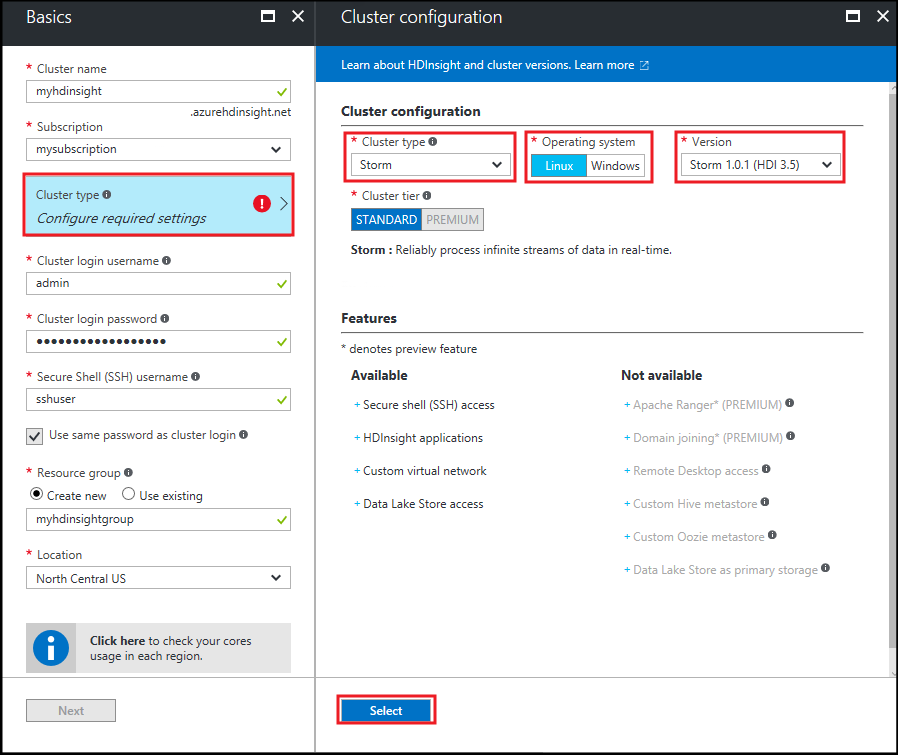 Basics
* Cluster name
myhdinsight
.azurehdinsight.net
* Subscription
mysubscription
Cluster type
Configure required settings
* Cluster login username
admin
* Cluster login password
••••••••••••••••••
* Secure Shell (SSH) username
sshuser
Use same password as cluster login
* Resource group
Create new Use existing
myhdinsightgroup
* Location
North Central US
Click here to check your cores
usage in each region.
Next
Cluster configuration
Learn about HDInsight and cluster versions. Learn more
Cluster configuration
* Cluster type * Operating system * Version
Storm Linux Windows Storm 1.0.1 (HDI 3.5)
* Cluster tier
STANDARD PREMIUM
Storm : Reliably process infinite streams of data in real-time.
Features
* denotes preview feature
Available
+ Secure shell (SSH) access
+ HDInsight applications
+ Custom virtual network
+ Data Lake Store access
Not available
+ Apache Ranger* (PREMIUM)
+ Domain joining* (PREMIUM)
+ Remote Desktop access
+ Custom Hive metastore
+ Custom Oozie metastore
+ Data Lake Store as primary storage
Select